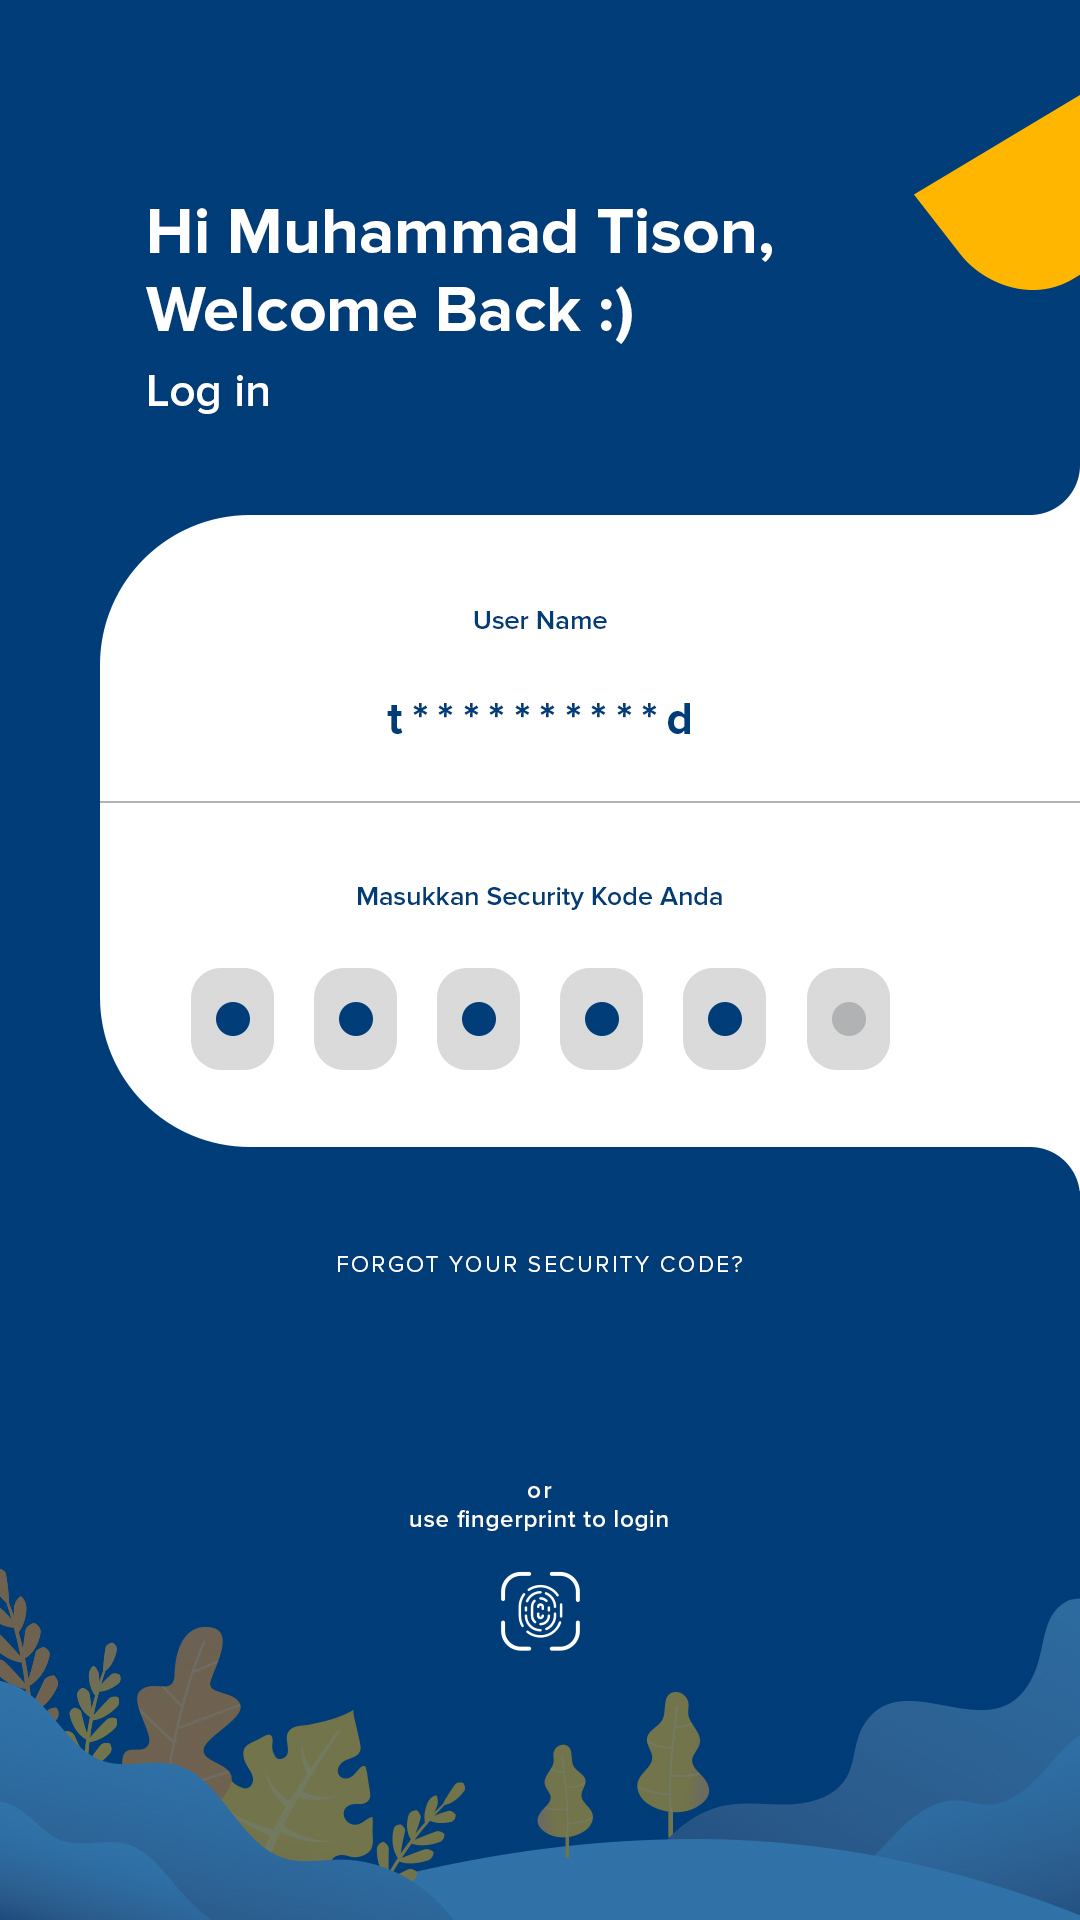 Hi Muhammad Tison,
Welcome Back :)
Log in
User Name
t * * * * * * * * * * d
Masukkan Security Kode Anda
FORGOT YOUR SECURITY CODE?
or
use fingerprint to login